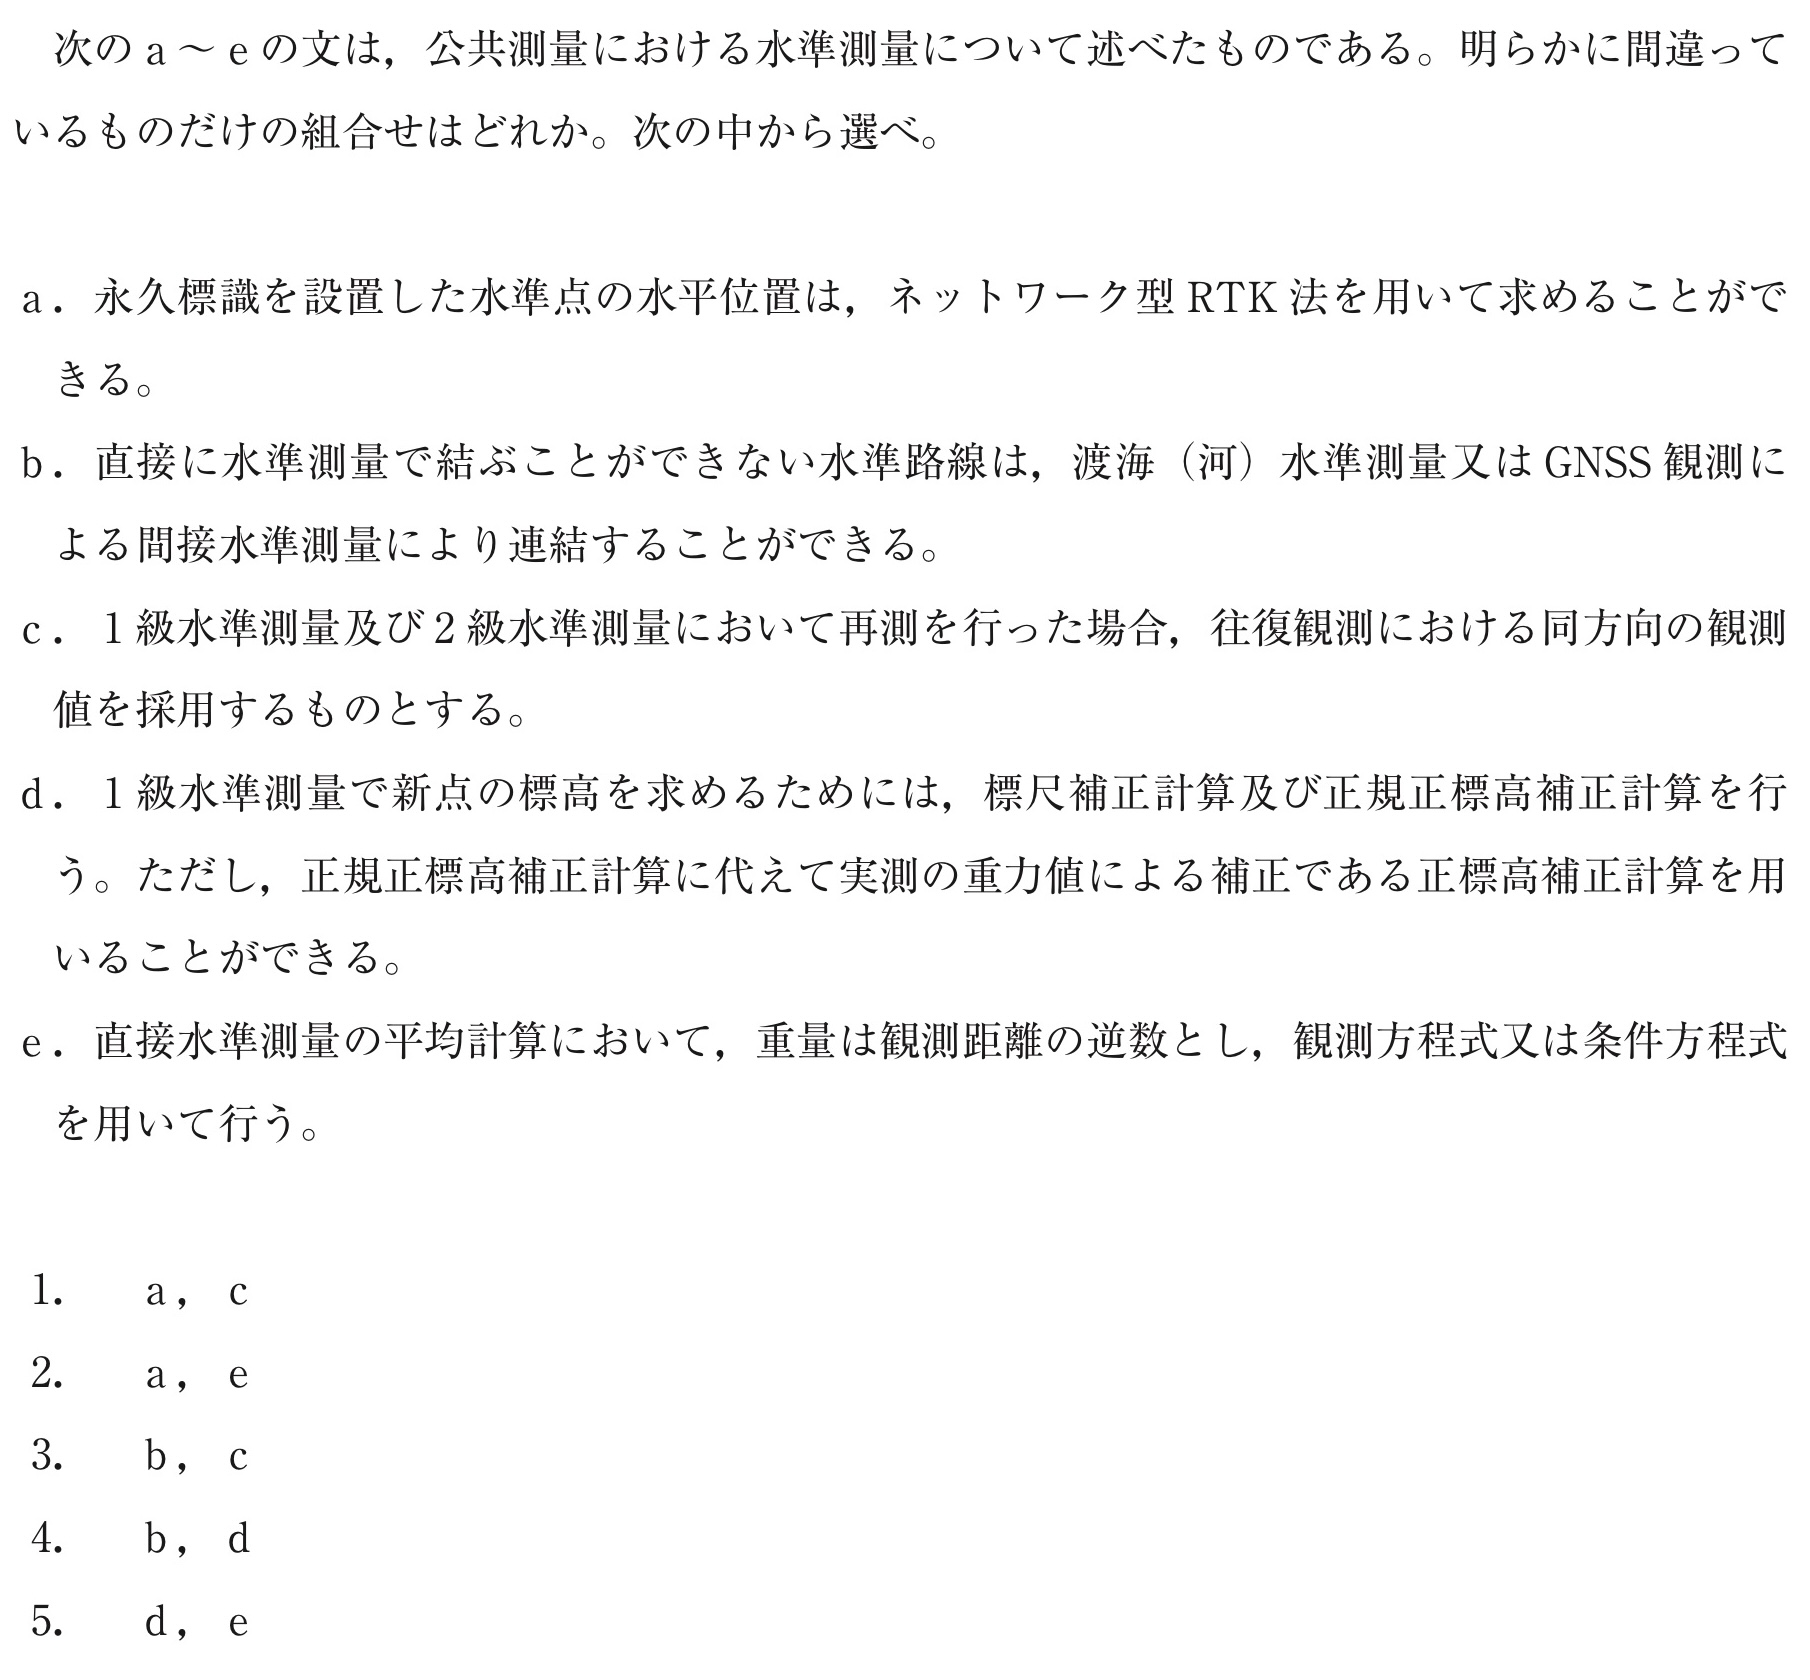 次の a ～ e の文は，公共測量における水準測量について述べたものである。明らかに間違って
いるものだけの組合せはどれか。次の中から選べ。
a．永久標識を設置した水準点の水平位置は，ネットワーク型 RTK 法を用いて求めることがで
きる。
b．直接に水準測量で結ぶことができない水準路線は，渡海（河）水準測量又は GNSS 観測に
よる間接水準測量により連結することができる。
c．1 級水準測量及び 2 級水準測量において再測を行った場合，往復観測における同方向の観測
値を採用するものとする。
d．1 級水準測量で新点の標高を求めるためには，標尺補正計算及び正規正標高補正計算を行
う。ただし，正規正標高補正計算に代えて実測の重力値による補正である正標高補正計算を用
いることができる。
e．直接水準測量の平均計算において，重量は観測距離の逆数とし，観測方程式又は条件方程式
を用いて行う。
1． a， c
2． a， e
3． b， c
4． b， d
5． d， e